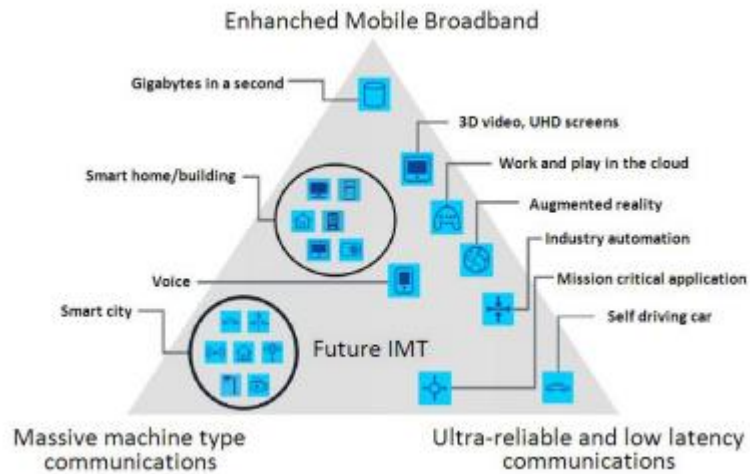 Enhanched Mobile Broadband
Gigabytes in a second
3D video, UHD screens
Smart home/building
Work and play in the cloud
Augmented reality
Industry automation
Voice
Mission critical application
Smart city
Self driving car
Future IMT
Massive machine type
communications
Ultra-reliable and low latency
communications